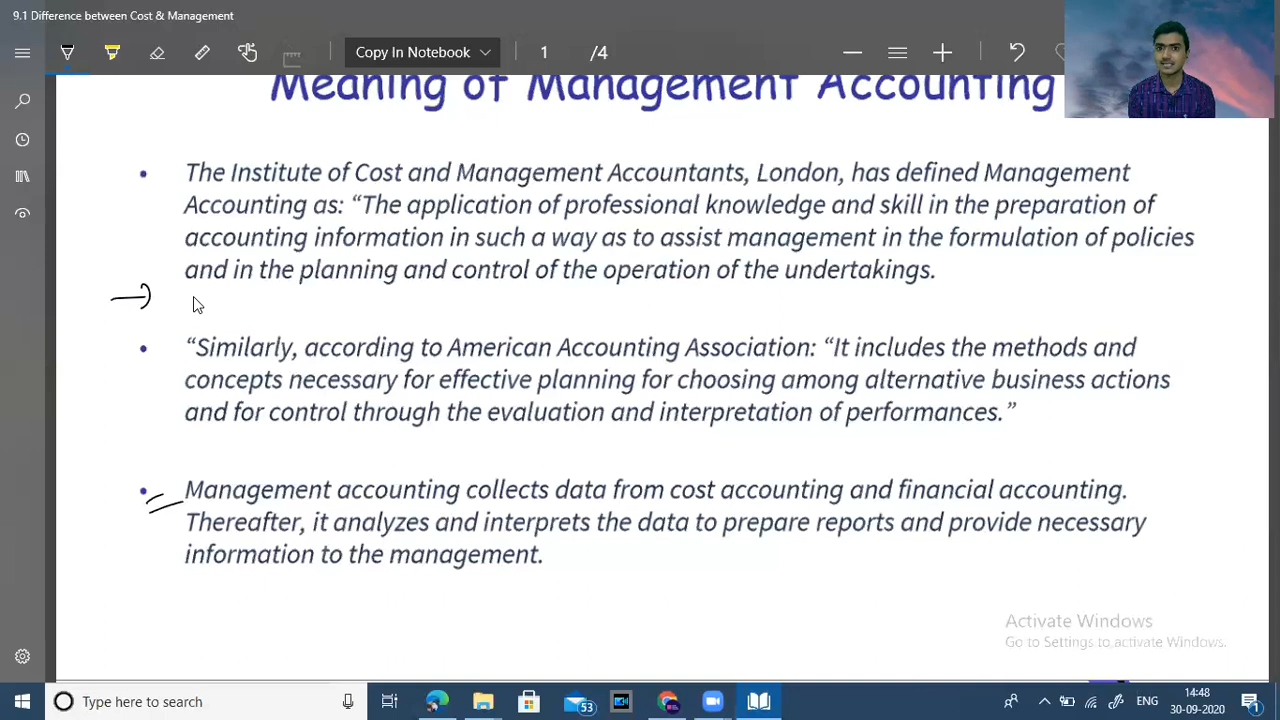 9.1 Difference between Cost & Management
Copy In Notebook
1 /4
Meaning of Management Accounting
• The Institute of Cost and Management Accountants, London, has defined Management
Accounting as: “The application of professional knowledge and skill in the preparation of
accounting information in such a way as to assist management in the formulation of policies
and in the planning and control of the operation of the undertakings.
• “Similarly, according to American Accounting Association: “It includes the methods and
concepts necessary for effective planning for choosing among alternative business actions
and for control through the evaluation and interpretation of performances.”
• Management accounting collects data from cost accounting and financial accounting.
Thereafter, it analyzes and interprets the data to prepare reports and provide necessary
information to the management.
Activate Windows
Go to Settings to activate Windows.
Type here to search
53
ENG
14:48
30-09-2020
1